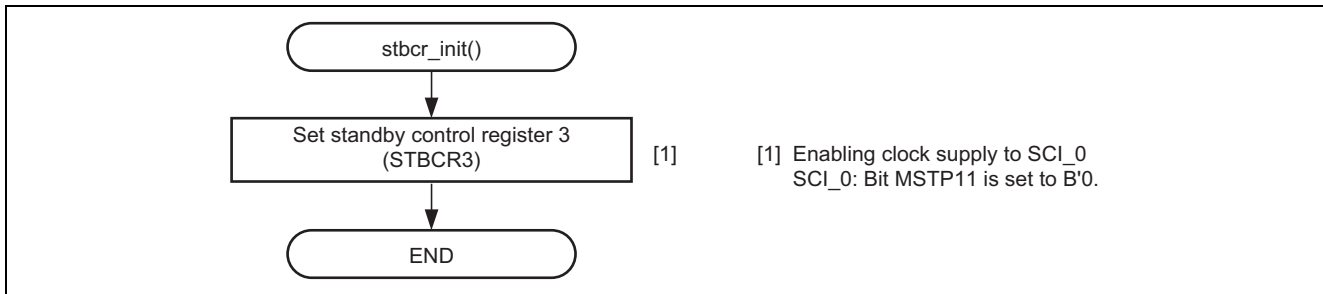 stbcr_init()
Set standby control register 3
(STBCR3)
[1]
[1] Enabling clock supply to SCI_0
SCI_0: Bit MSTP11 is set to B'0.
END